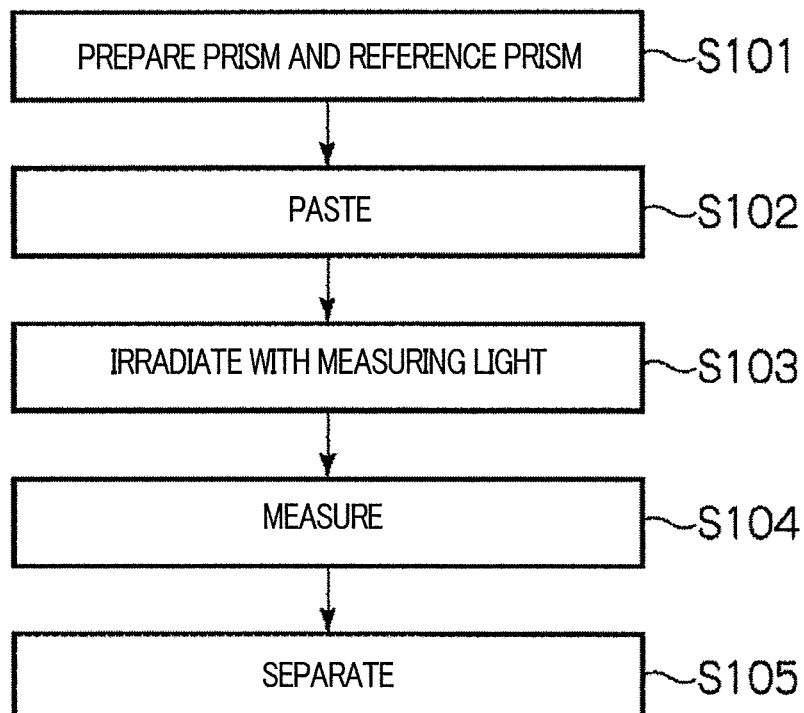 PREPARE PRISM AND REFERENCE PRISM S101
PASTE S102
IRRADIATE WITH MEASURING LIGHT S103
MEASURE S104
SEPARATE S105